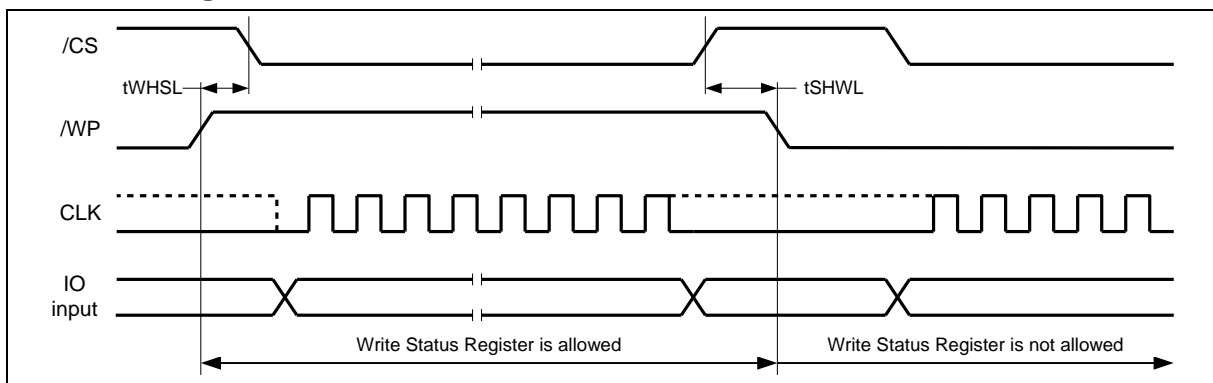 /CS
tWHSL
tSHWL
/WP
CLK
IO
input
Write Status Register is allowed
Write Status Register is not allowed